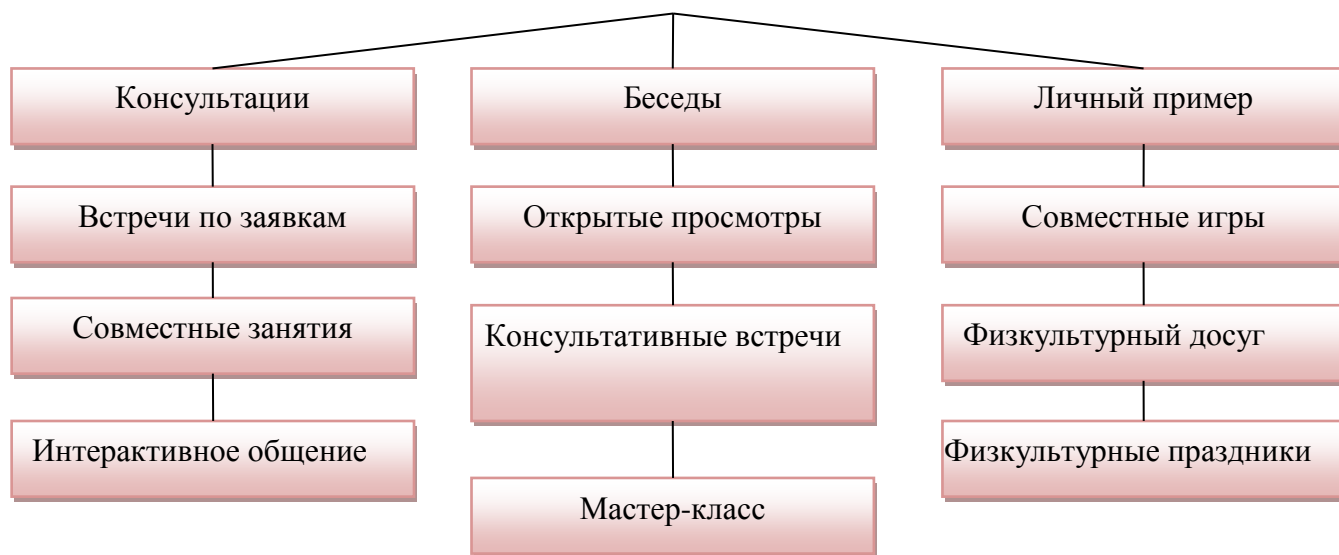 Консультации
Беседы
Личный пример
Встречи по заявкам
Открытые просмотры
Совместные игры
Совместные занятия
Консультативные встречи
Физкультурный досуг
Интерактивное общение
Физкультурные праздники
Мастер-класс